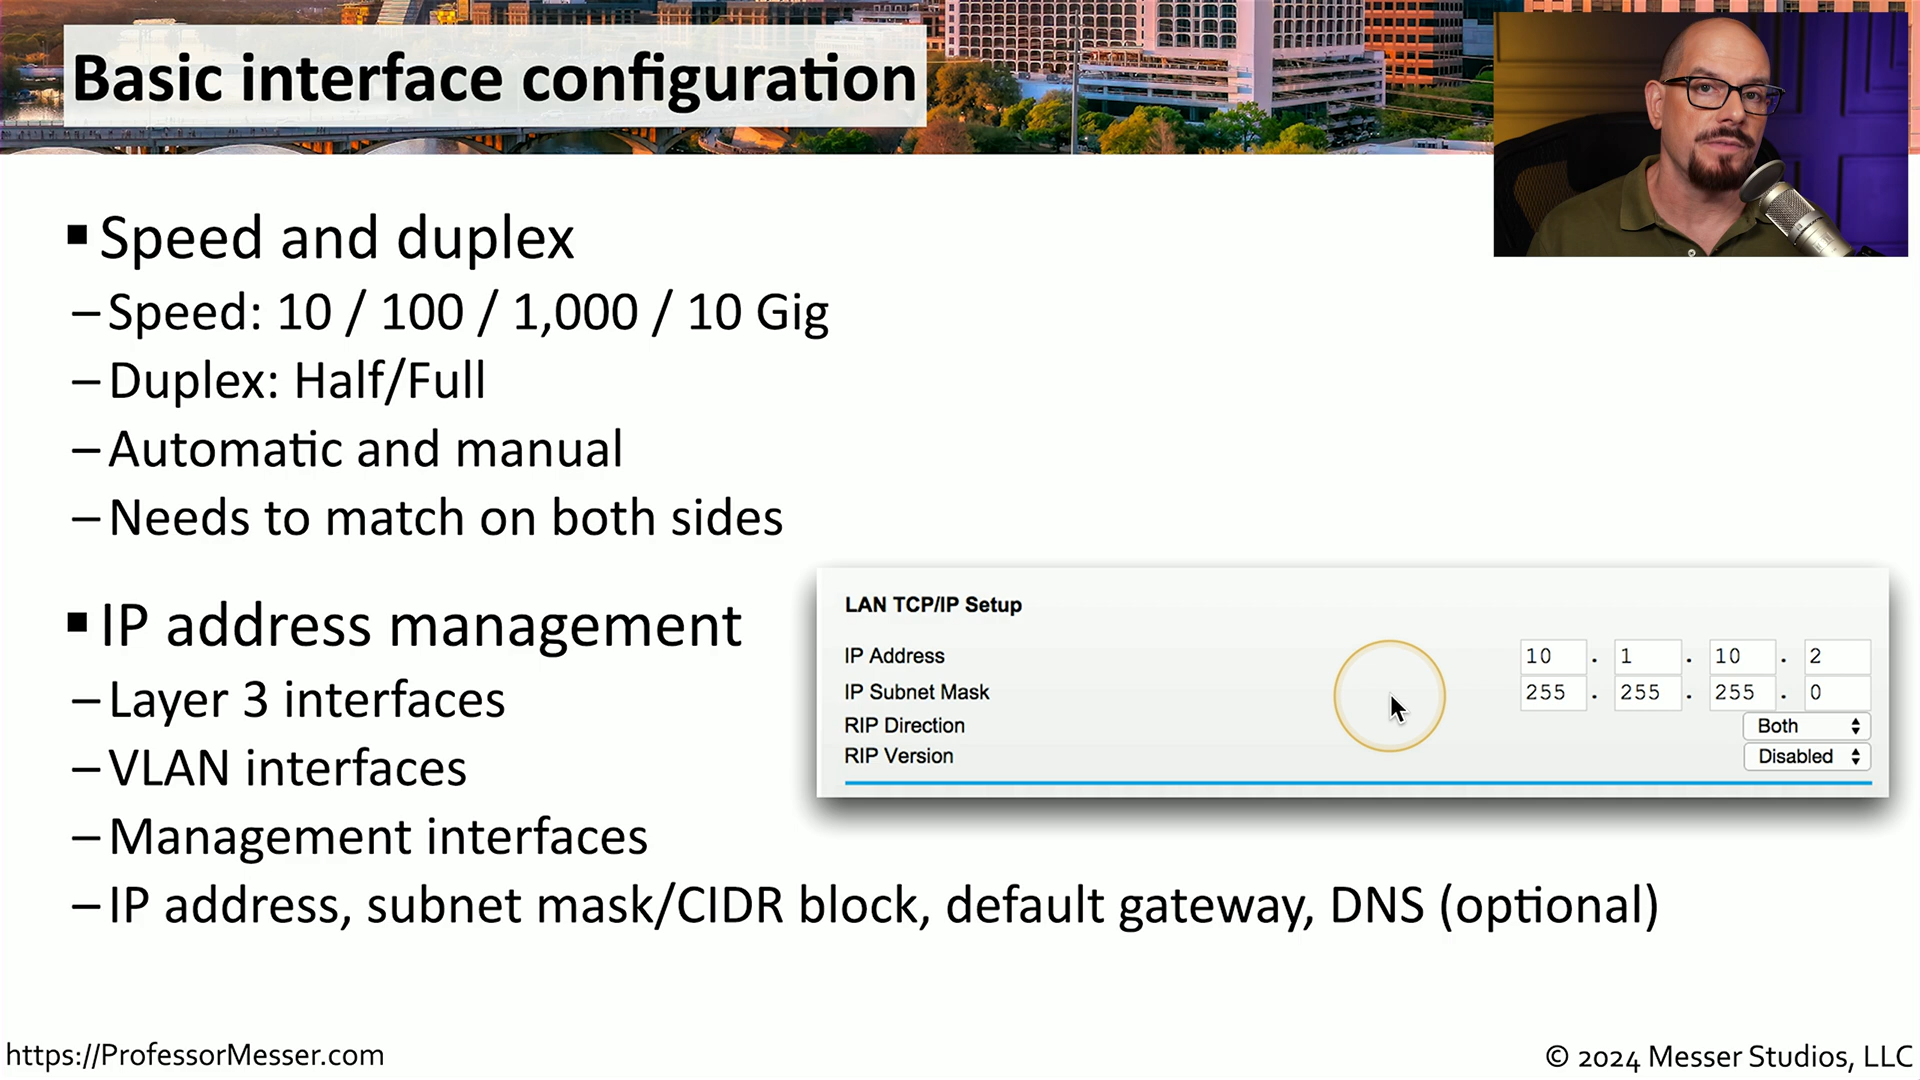 Basic interface configuration
▪ Speed and duplex
– Speed: 10 / 100 / 1,000 / 10 Gig
– Duplex: Half/Full
– Automatic and manual
– Needs to match on both sides
▪ IP address management
– Layer 3 interfaces
– VLAN interfaces
– Management interfaces
– IP address, subnet mask/CIDR block, default gateway, DNS (optional)
LAN TCP/IP Setup
IP Address 10 . 1 . 10 . 2
IP Subnet Mask 255 . 255 . 255 . 0
RIP Direction Both
RIP Version Disabled
https://ProfessorMesser.com
© 2024 Messer Studios, LLC